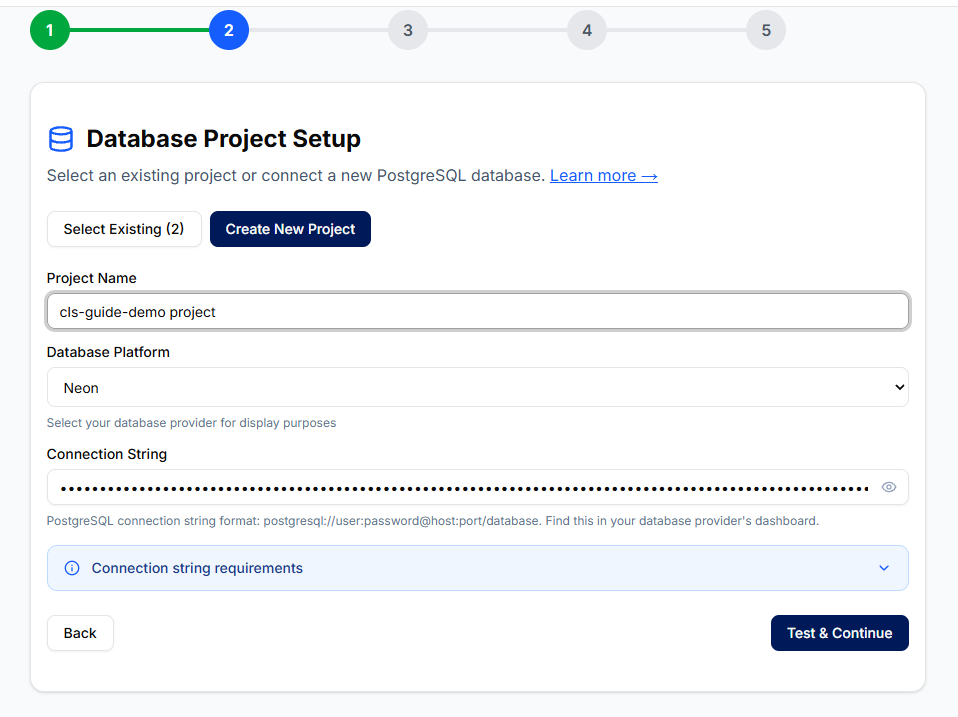 1 2 3 4 5
Database Project Setup
Select an existing project or connect a new PostgreSQL database. Learn more →
Select Existing (2) Create New Project
Project Name
cls-guide-demo project
Database Platform
Neon
Select your database provider for display purposes
Connection String
PostgreSQL connection string format: postgresql://user:password@host:port/database. Find this in your database provider's dashboard.
Connection string requirements
Back Test & Continue